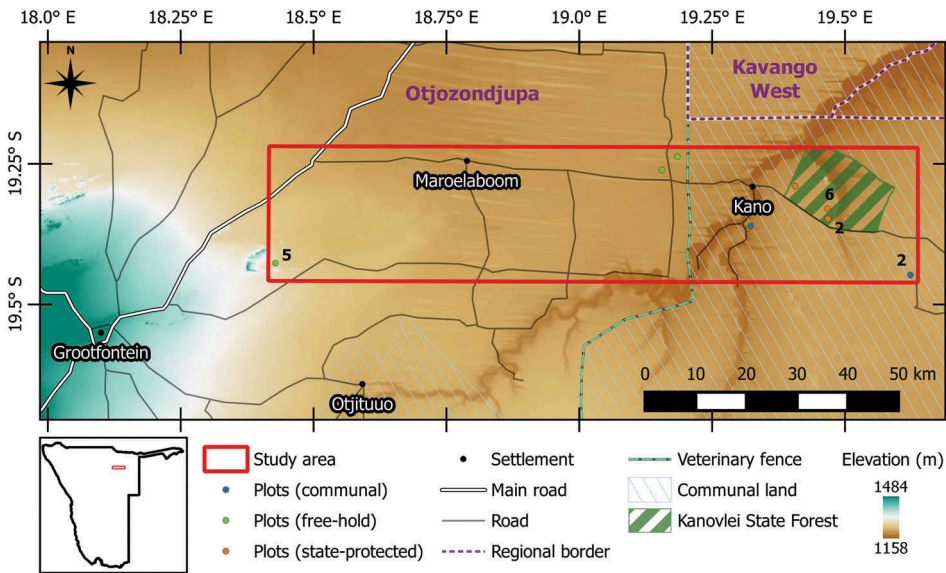 18.0° E 18.25° E 18.5° E 18.75° E 19.0° E 19.25° E 19.5° E
N
Otjozondjupa
Kavango
West
19.25° S
Maroelaboom
6
Kano
2
5
2
19.5° S
Grootfontein
Otjituuo
0 10 20 30 40 50 km
Study area
Plots (communal)
Plots (free-hold)
Plots (state-protected)
Settlement
Main road
Road
Regional border
Veterinary fence
Communal land
Kanovlei State Forest
Elevation (m)
1484
1158